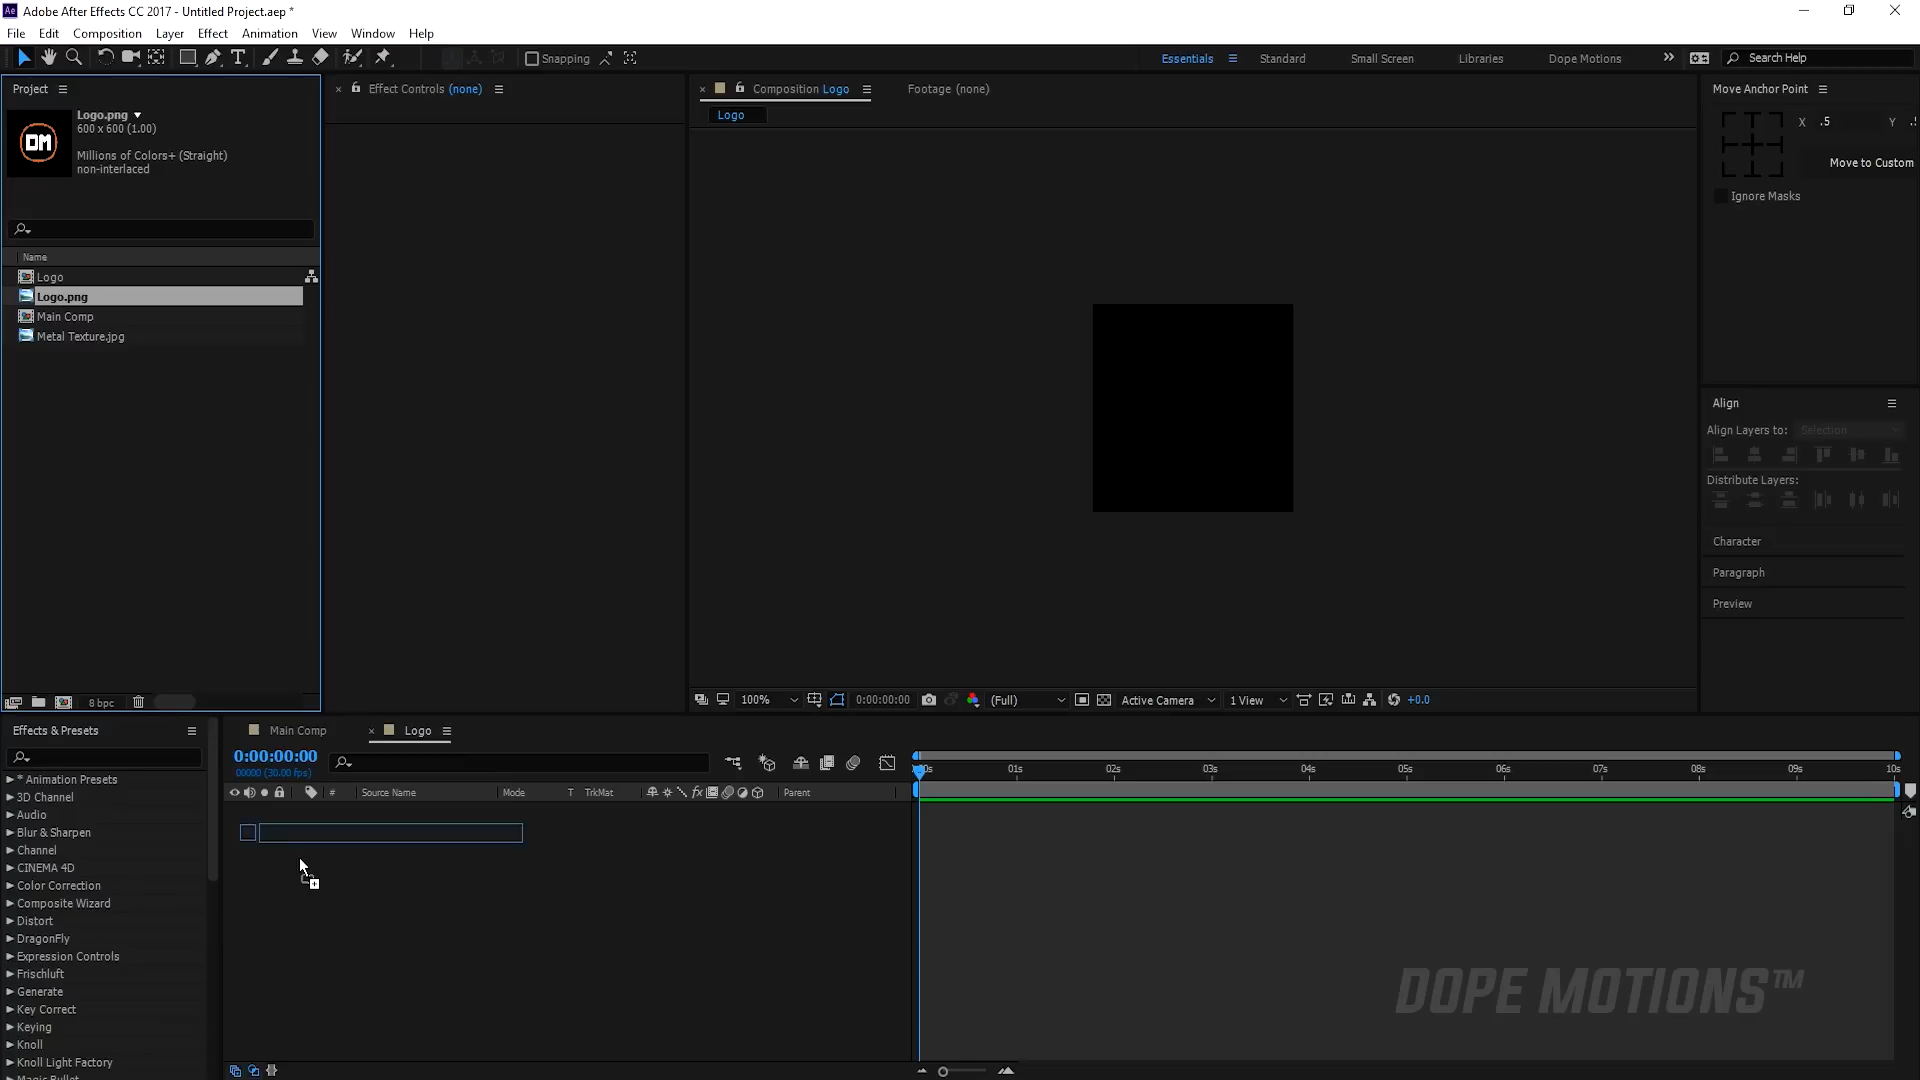 Adobe After Effects CC 2017 - Untitled Project.aep *
File Edit Composition Layer Effect Animation View Window Help
Snapping
Essentials Standard Small Screen Libraries Dope Motions Search Help
Project
Logo.png
600 x 600 (1.00)
Millions of Colors+ (Straight)
non-interlaced
DM
Name
Logo
Logo.png
Main Comp
Metal Texture.jpg
8 bpc
Effect Controls (none)
Composition Logo
Footage (none)
Logo
100% 0:00:00:00 (Full) Active Camera 1 View +0.0
Move Anchor Point
X .5 Y
Move to Custom
Ignore Masks
Align
Align Layers to: Selection
Distribute Layers:
Character
Paragraph
Preview
Effects & Presets
* Animation Presets
3D Channel
Audio
Blur & Sharpen
Channel
CINEMA 4D
Color Correction
Composite Wizard
Distort
DragonFly
Expression Controls
Frischluft
Generate
Key Correct
Keying
Knoll
Knoll Light Factory
Magic Bullet
Main Comp Logo
0:00:00:00
00000 (30.00 fps)
# Source Name Mode T TrkMat fx Parent
01s 02s 03s 04s 05s 06s 07s 08s 09s 10s
DOPE MOTIONS™